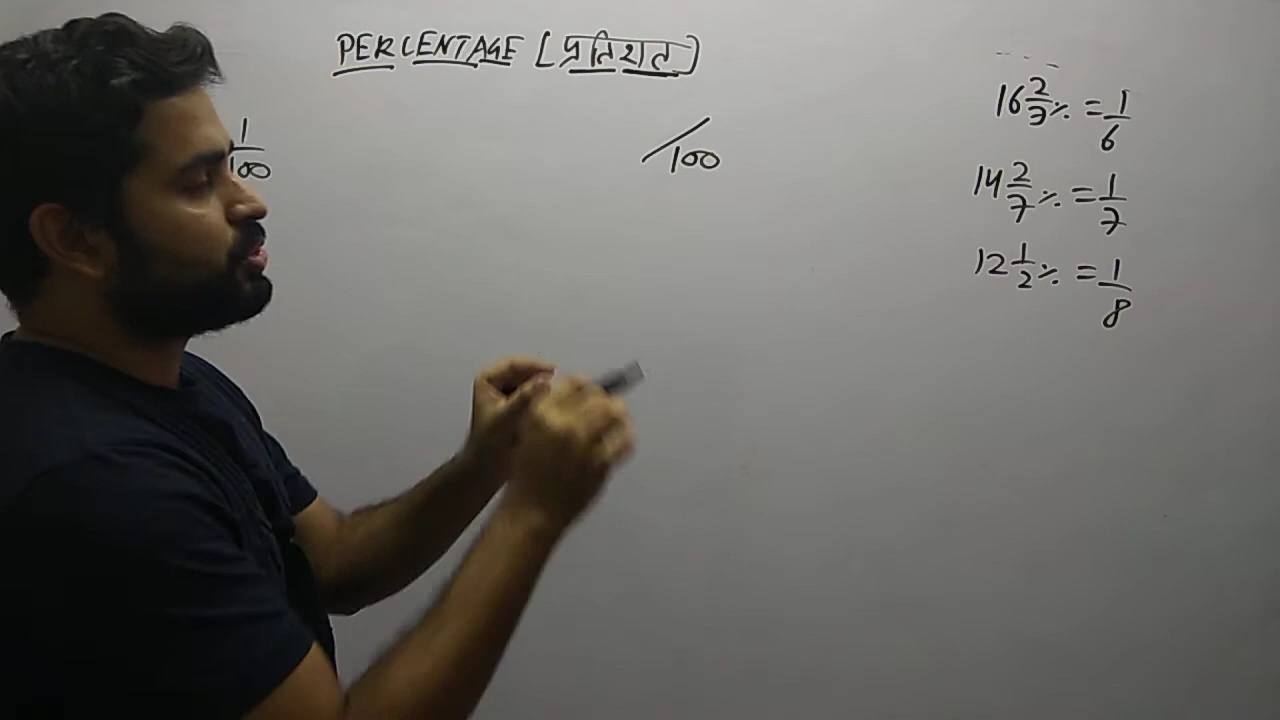 PERCENTAGE [प्रतिशत]
1/100
/100
16 2/3 % = 1/6
14 2/7 % = 1/7
12 1/2 % = 1/8